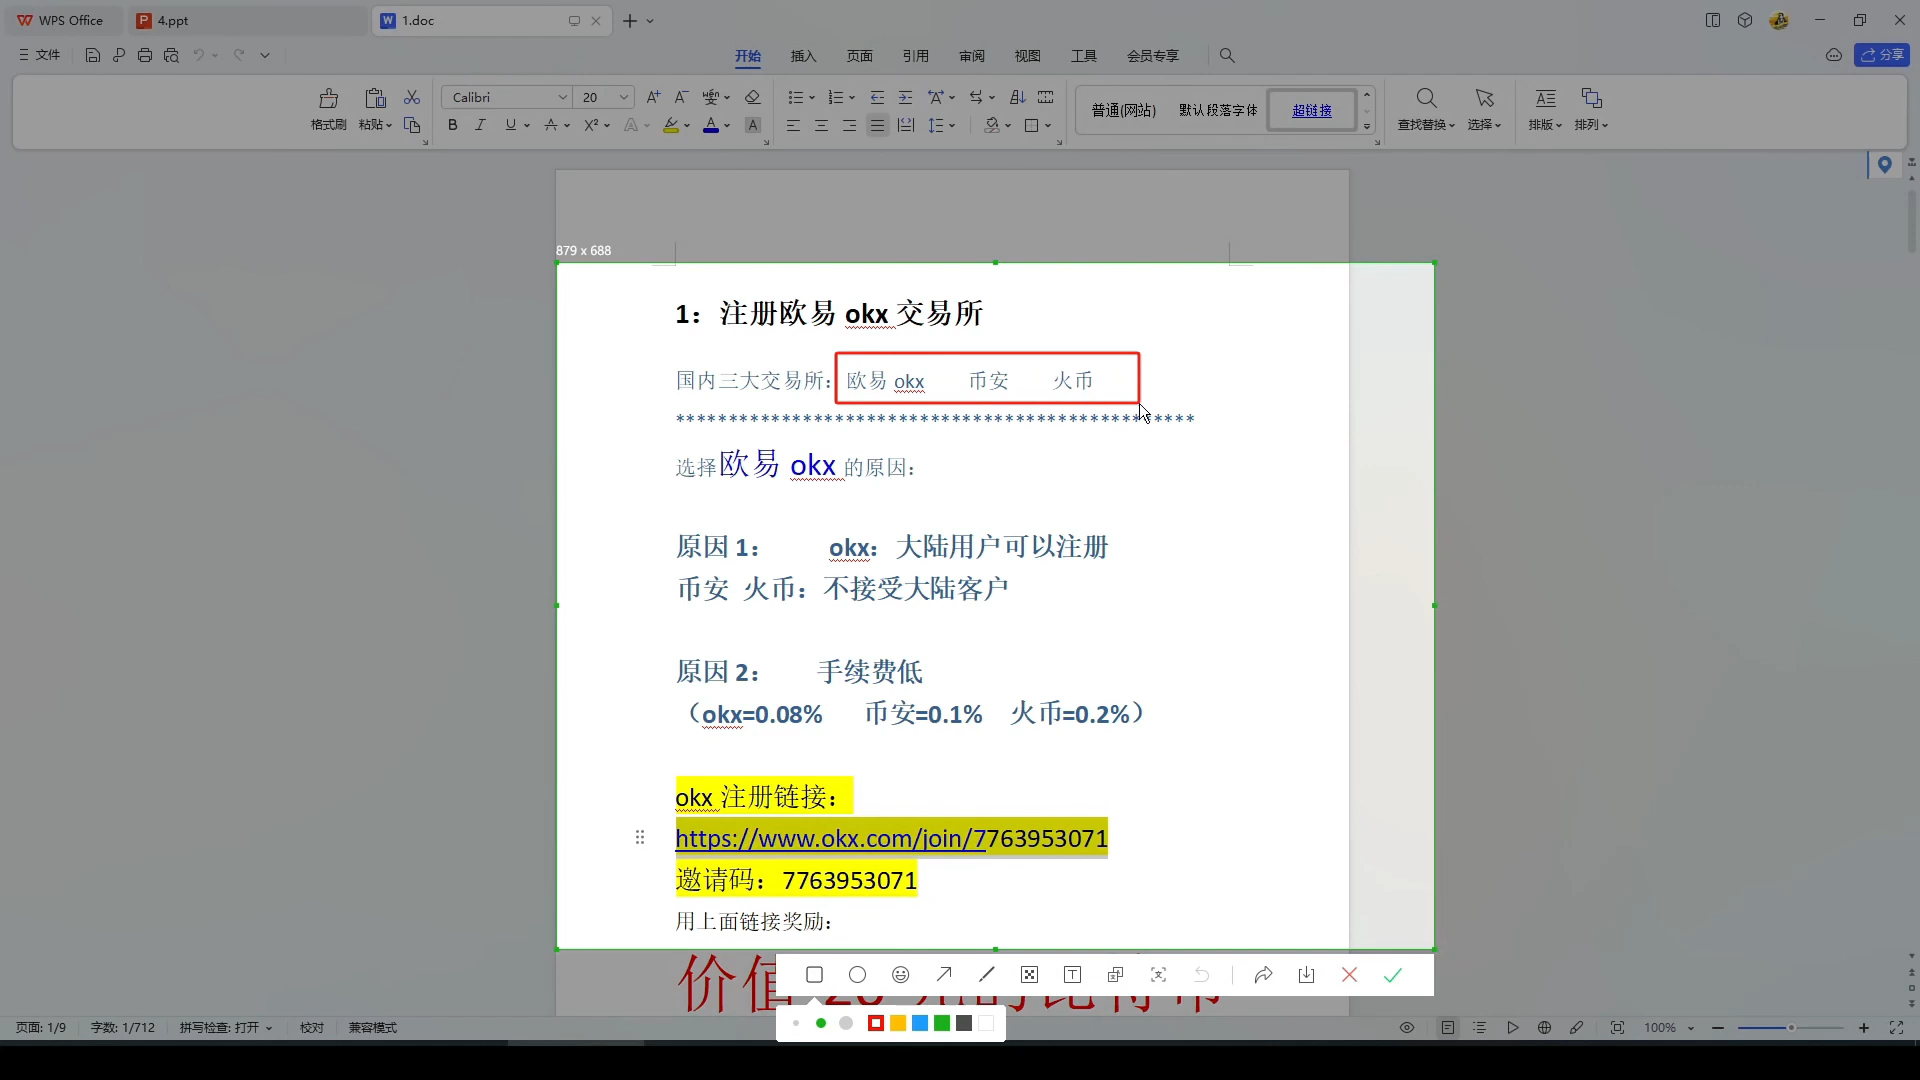 WPS Office
4.ppt
1.doc
文件
开始 插入 页面 引用 审阅 视图 工具 会员专享
分享
格式刷 粘贴
Calibri 20
普通(网站) 默认段落字体 超链接
查找替换 选择 排版 排列
879 x 688
1：注册欧易 okx 交易所
国内三大交易所：欧易 okx 币安 火币
*************************************************
选择欧易 okx 的原因：
原因 1： okx：大陆用户可以注册
币安 火币：不接受大陆客户
原因 2： 手续费低
（okx=0.08% 币安=0.1% 火币=0.2%）
okx 注册链接：
https://www.okx.com/join/7763953071
邀请码：7763953071
用上面链接奖励：
价值
页面: 1/9 字数: 1/712 拼写检查: 打开 校对 兼容模式
100%